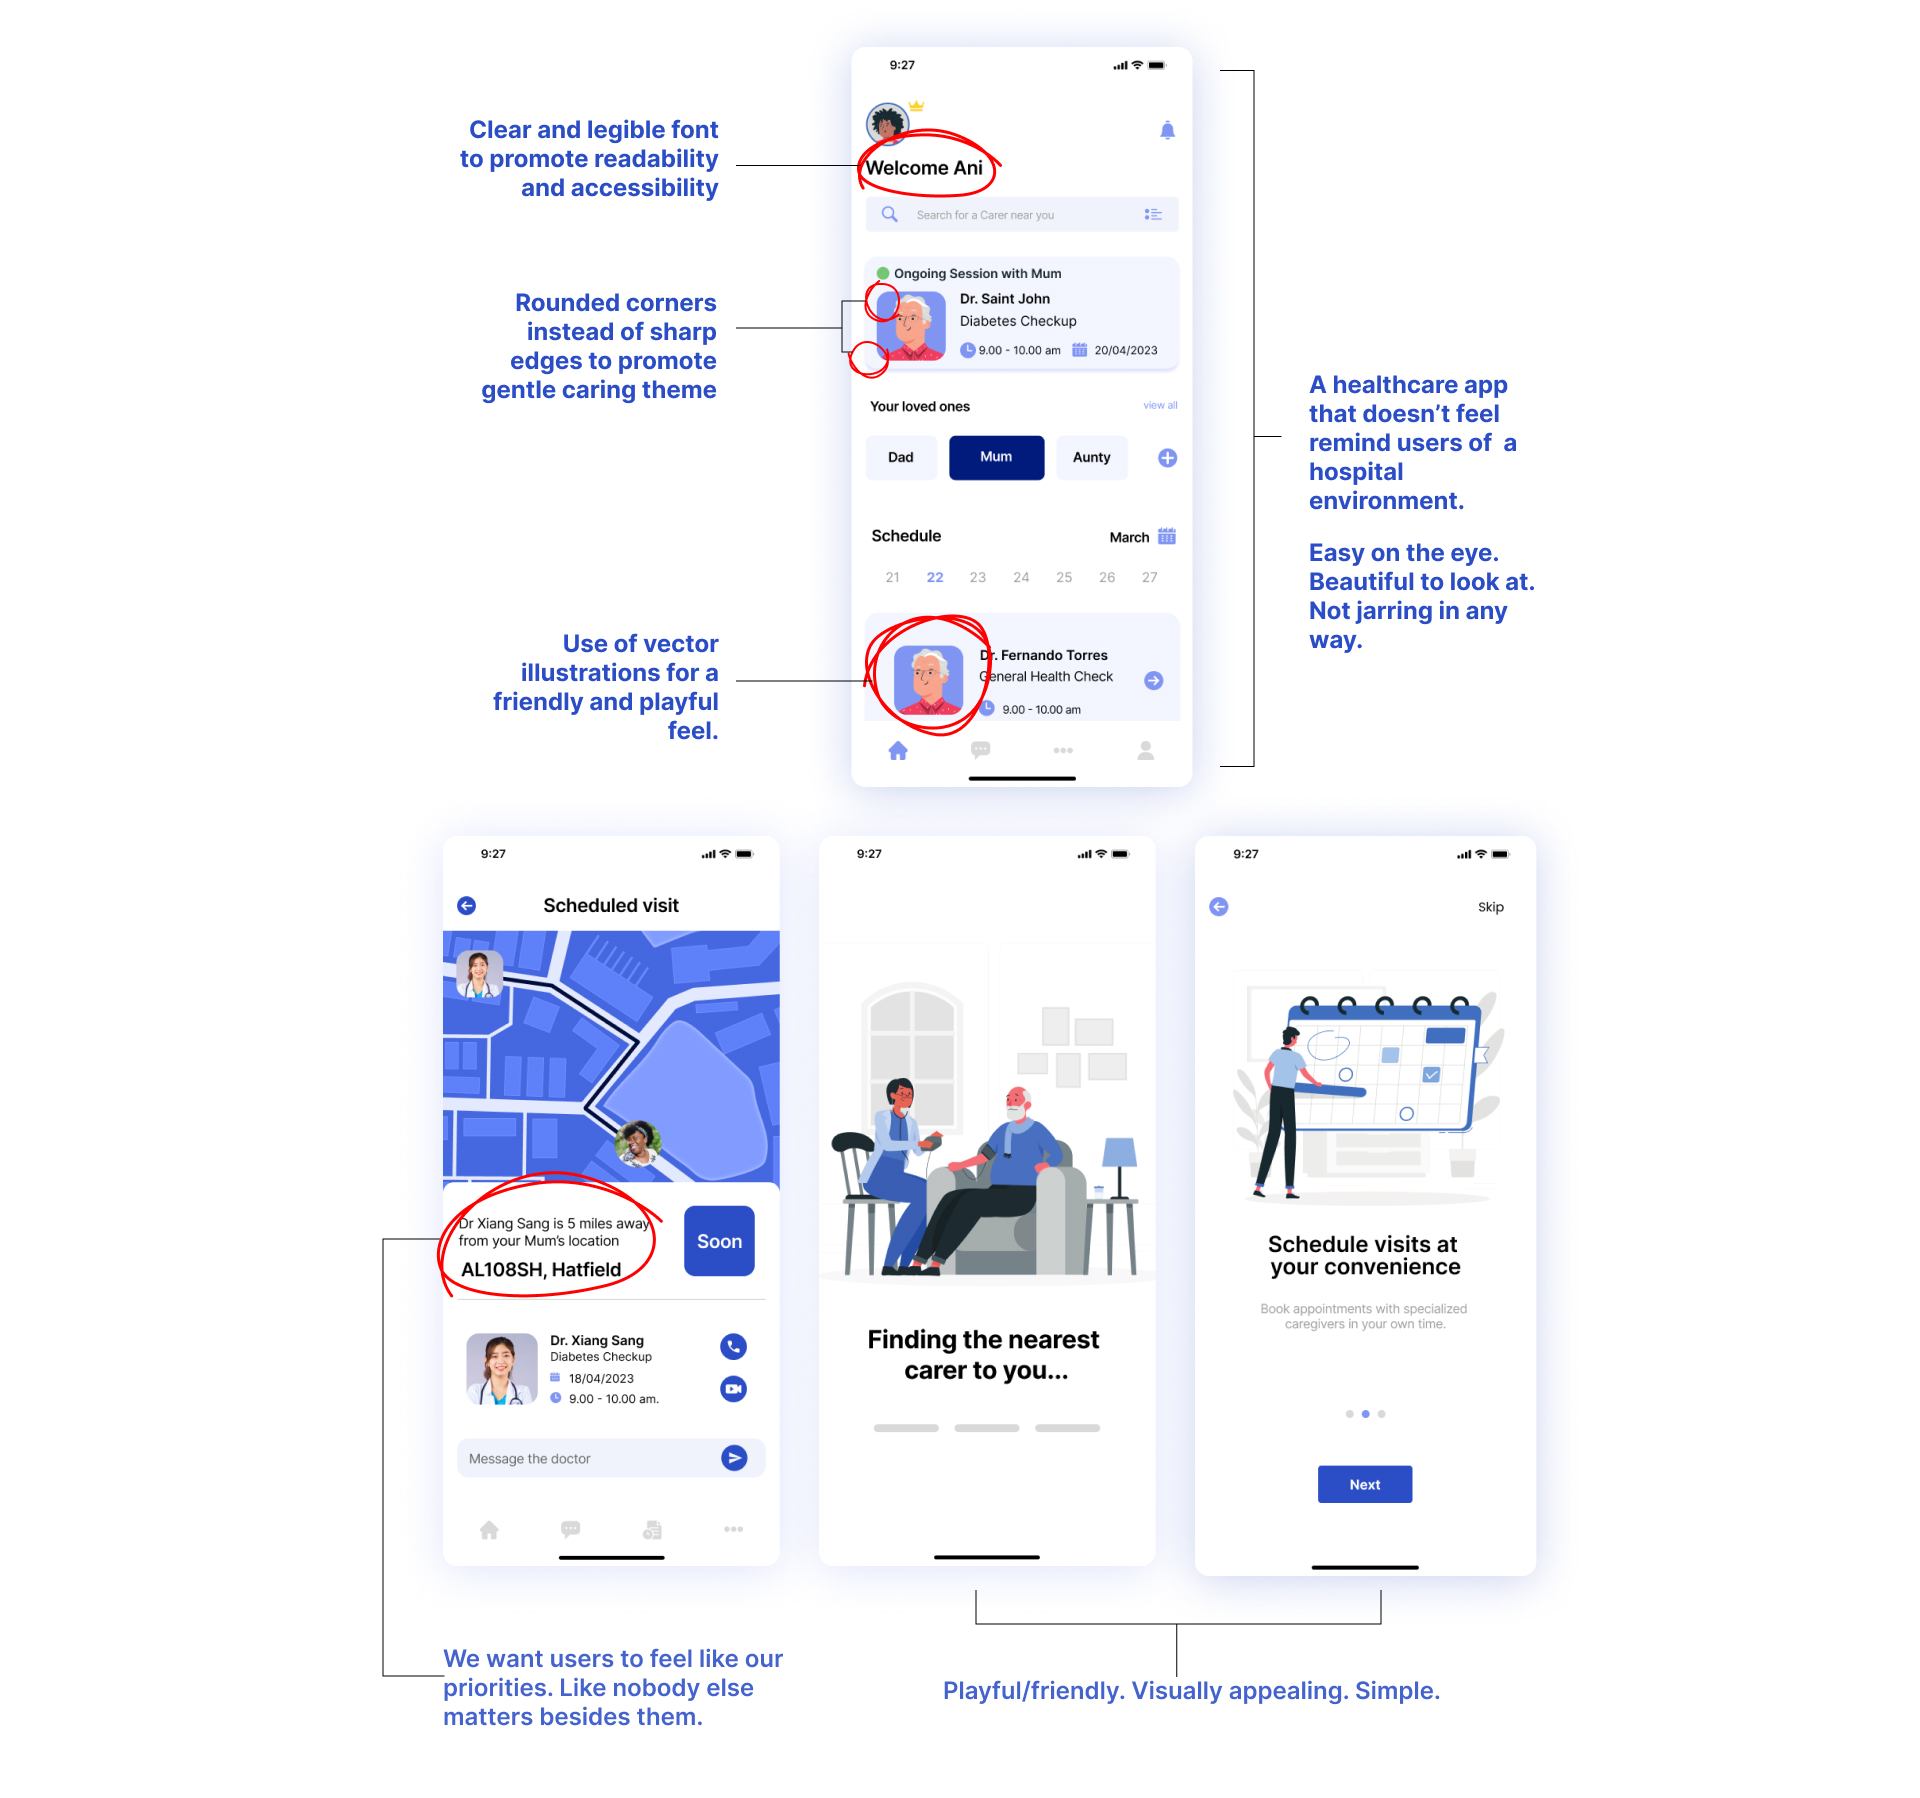 9:27
Clear and legible font
to promote readability
and accessibility
Welcome Ani
Search for a Carer near you
Ongoing Session with Mum
Dr. Saint John
Diabetes Checkup
9.00 - 10.00 am
20/04/2023
Rounded corners
instead of sharp
edges to promote
gentle caring theme
Your loved ones
view all
Dad
Mum
Aunty
A healthcare app
that doesn’t feel
remind users of  a
hospital
environment.
Easy on the eye.
Beautiful to look at.
Not jarring in any
way.
Schedule
March
21 22 23 24 25 26 27
Use of vector
illustrations for a
friendly and playful
feel.
Dr. Fernando Torres
General Health Check
9.00 - 10.00 am
9:27
Scheduled visit
Dr Xiang Sang is 5 miles away
from your Mum’s location
AL108SH, Hatfield
Soon
Dr. Xiang Sang
Diabetes Checkup
18/04/2023
9.00 - 10.00 am.
Message the doctor
9:27
Finding the nearest
carer to you...
9:27
Skip
Schedule visits at
your convenience
Book appointments with specialized
caregivers in your own time.
Next
We want users to feel like our
priorities. Like nobody else
matters besides them.
Playful/friendly. Visually appealing. Simple.